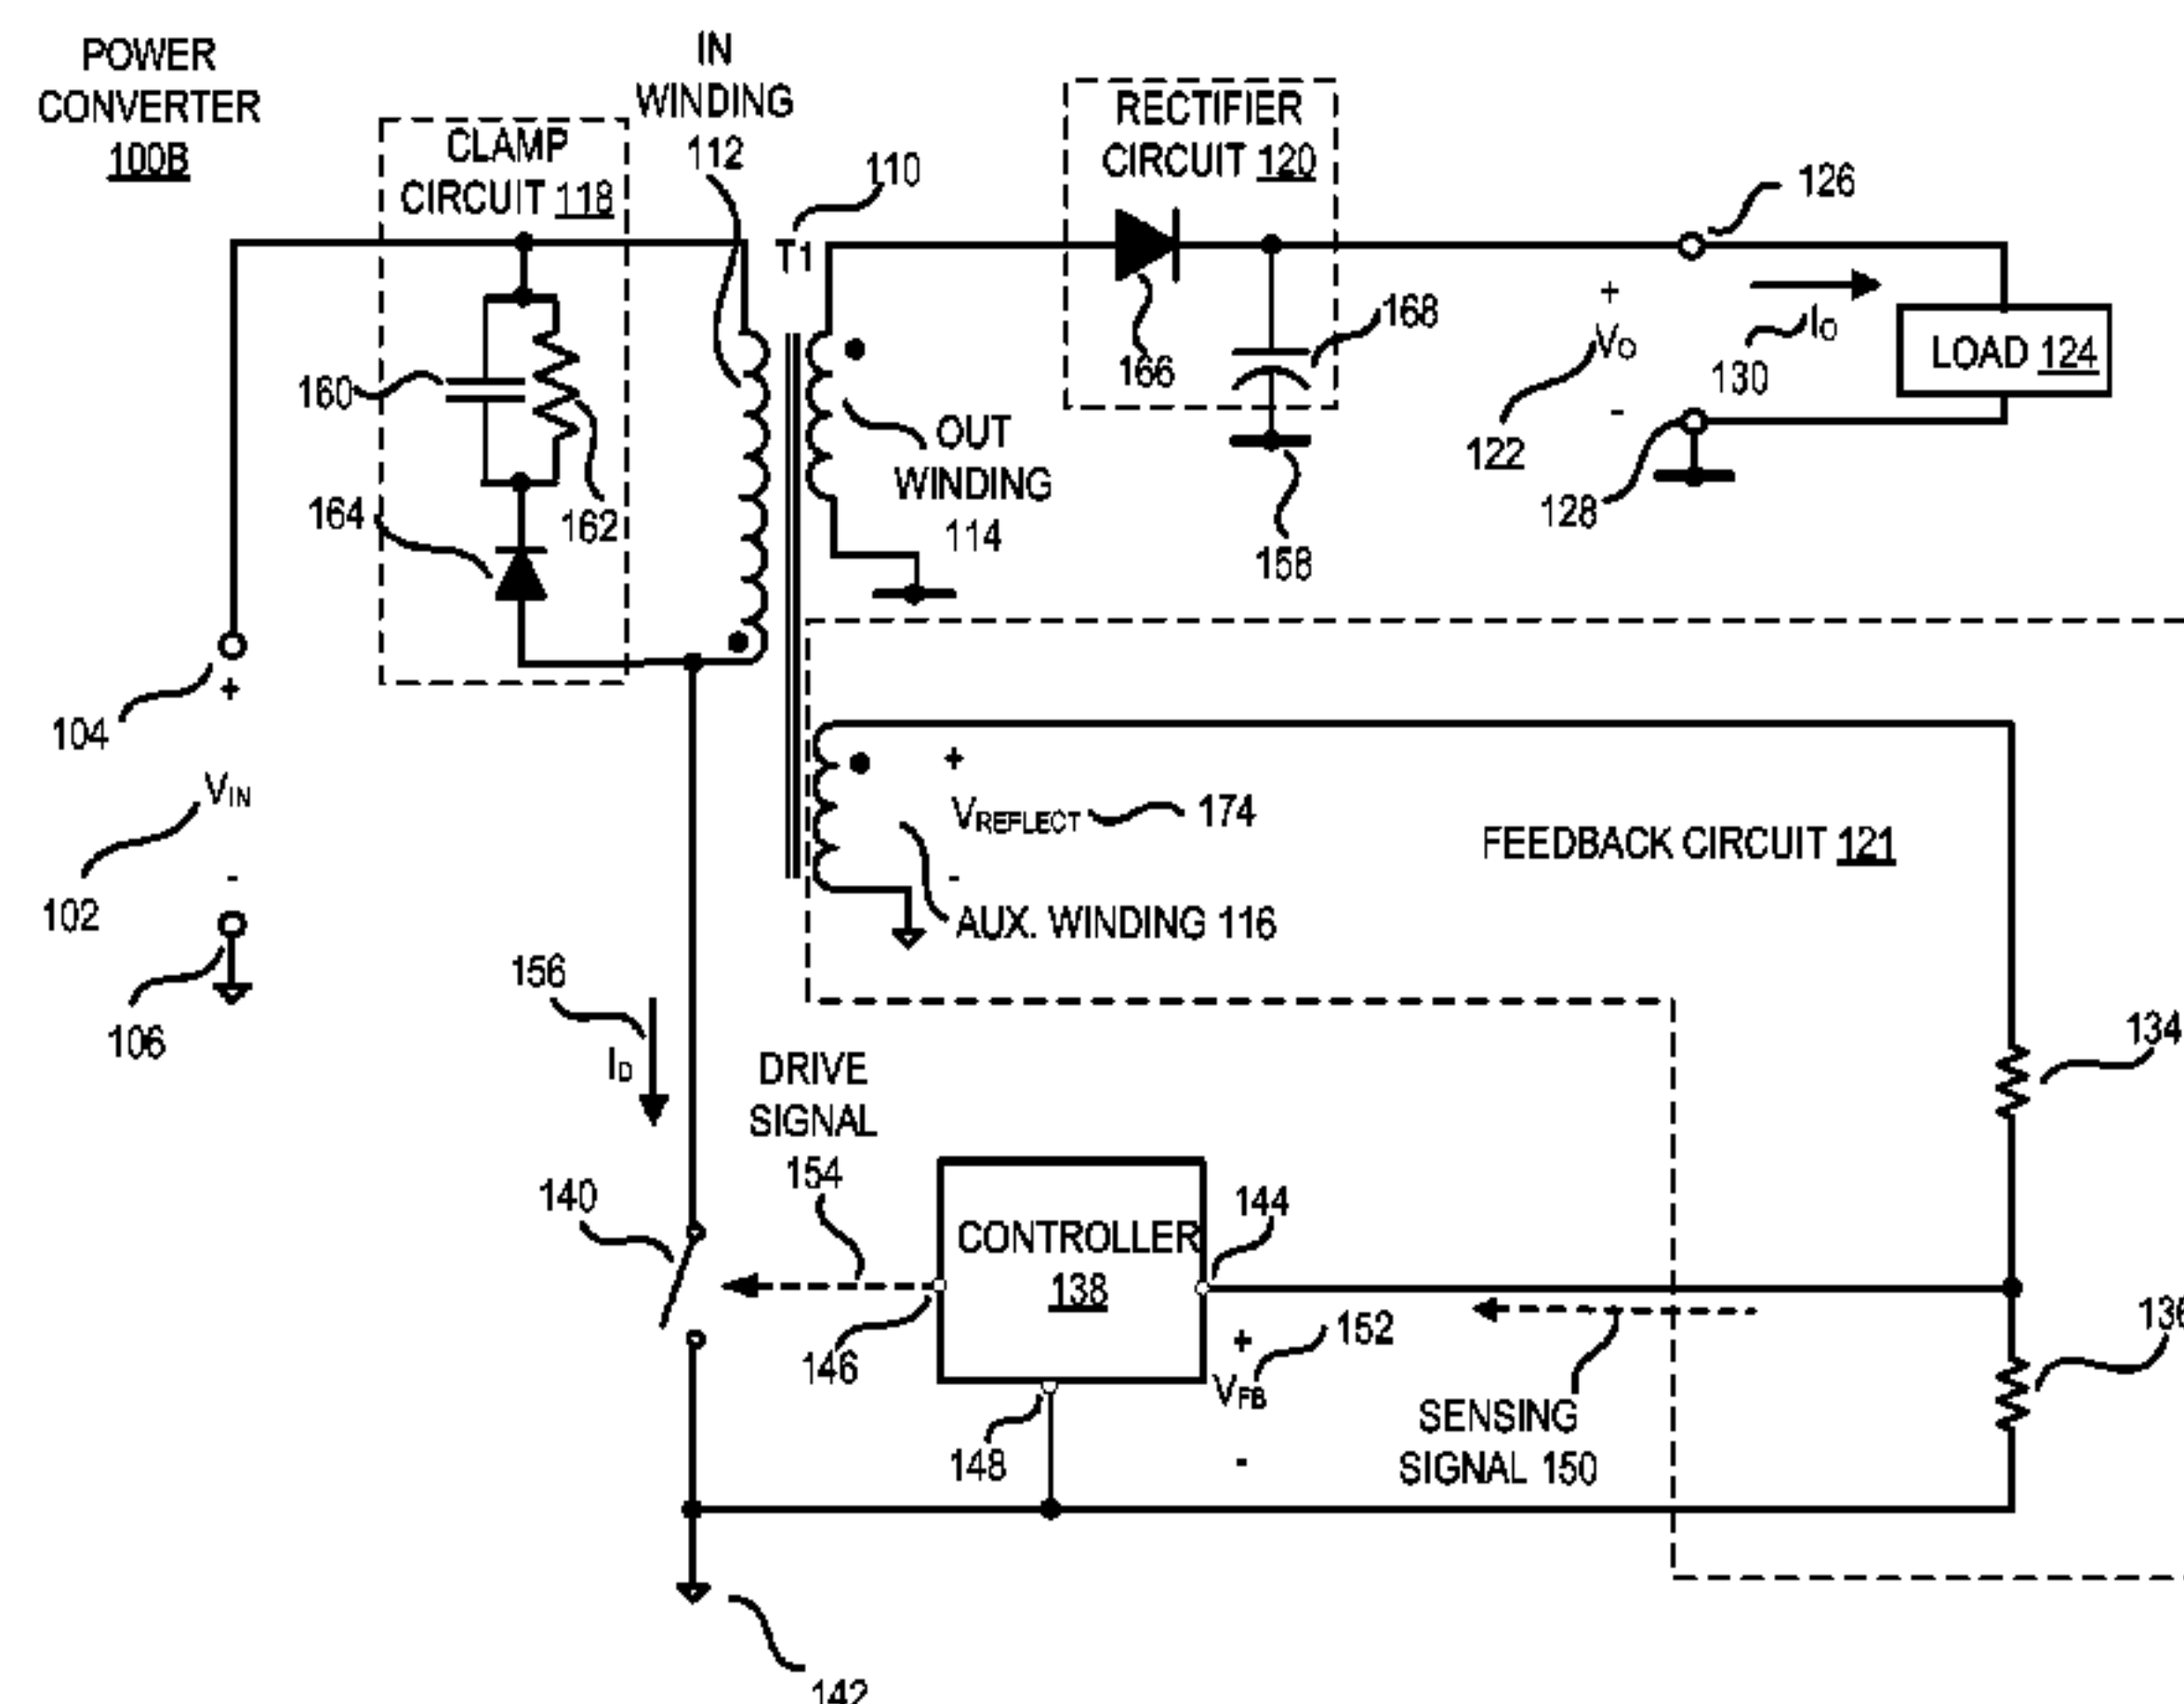 POWER
CONVERTER
100B
IN
WINDING
112
CLAMP
CIRCUIT 118
T1
110
RECTIFIER
CIRCUIT 120
126
160
162
164
166
168
158
OUT
WINDING
114
+
VO
-
122
128
IO
130
LOAD 124
104
+
VIN
-
102
106
+
VREFLECT
174
-
AUX. WINDING 116
FEEDBACK CIRCUIT 121
156
ID
DRIVE
SIGNAL
154
140
CONTROLLER
138
144
146
148
+
VFB
-
152
SENSING
SIGNAL 150
134
136
142